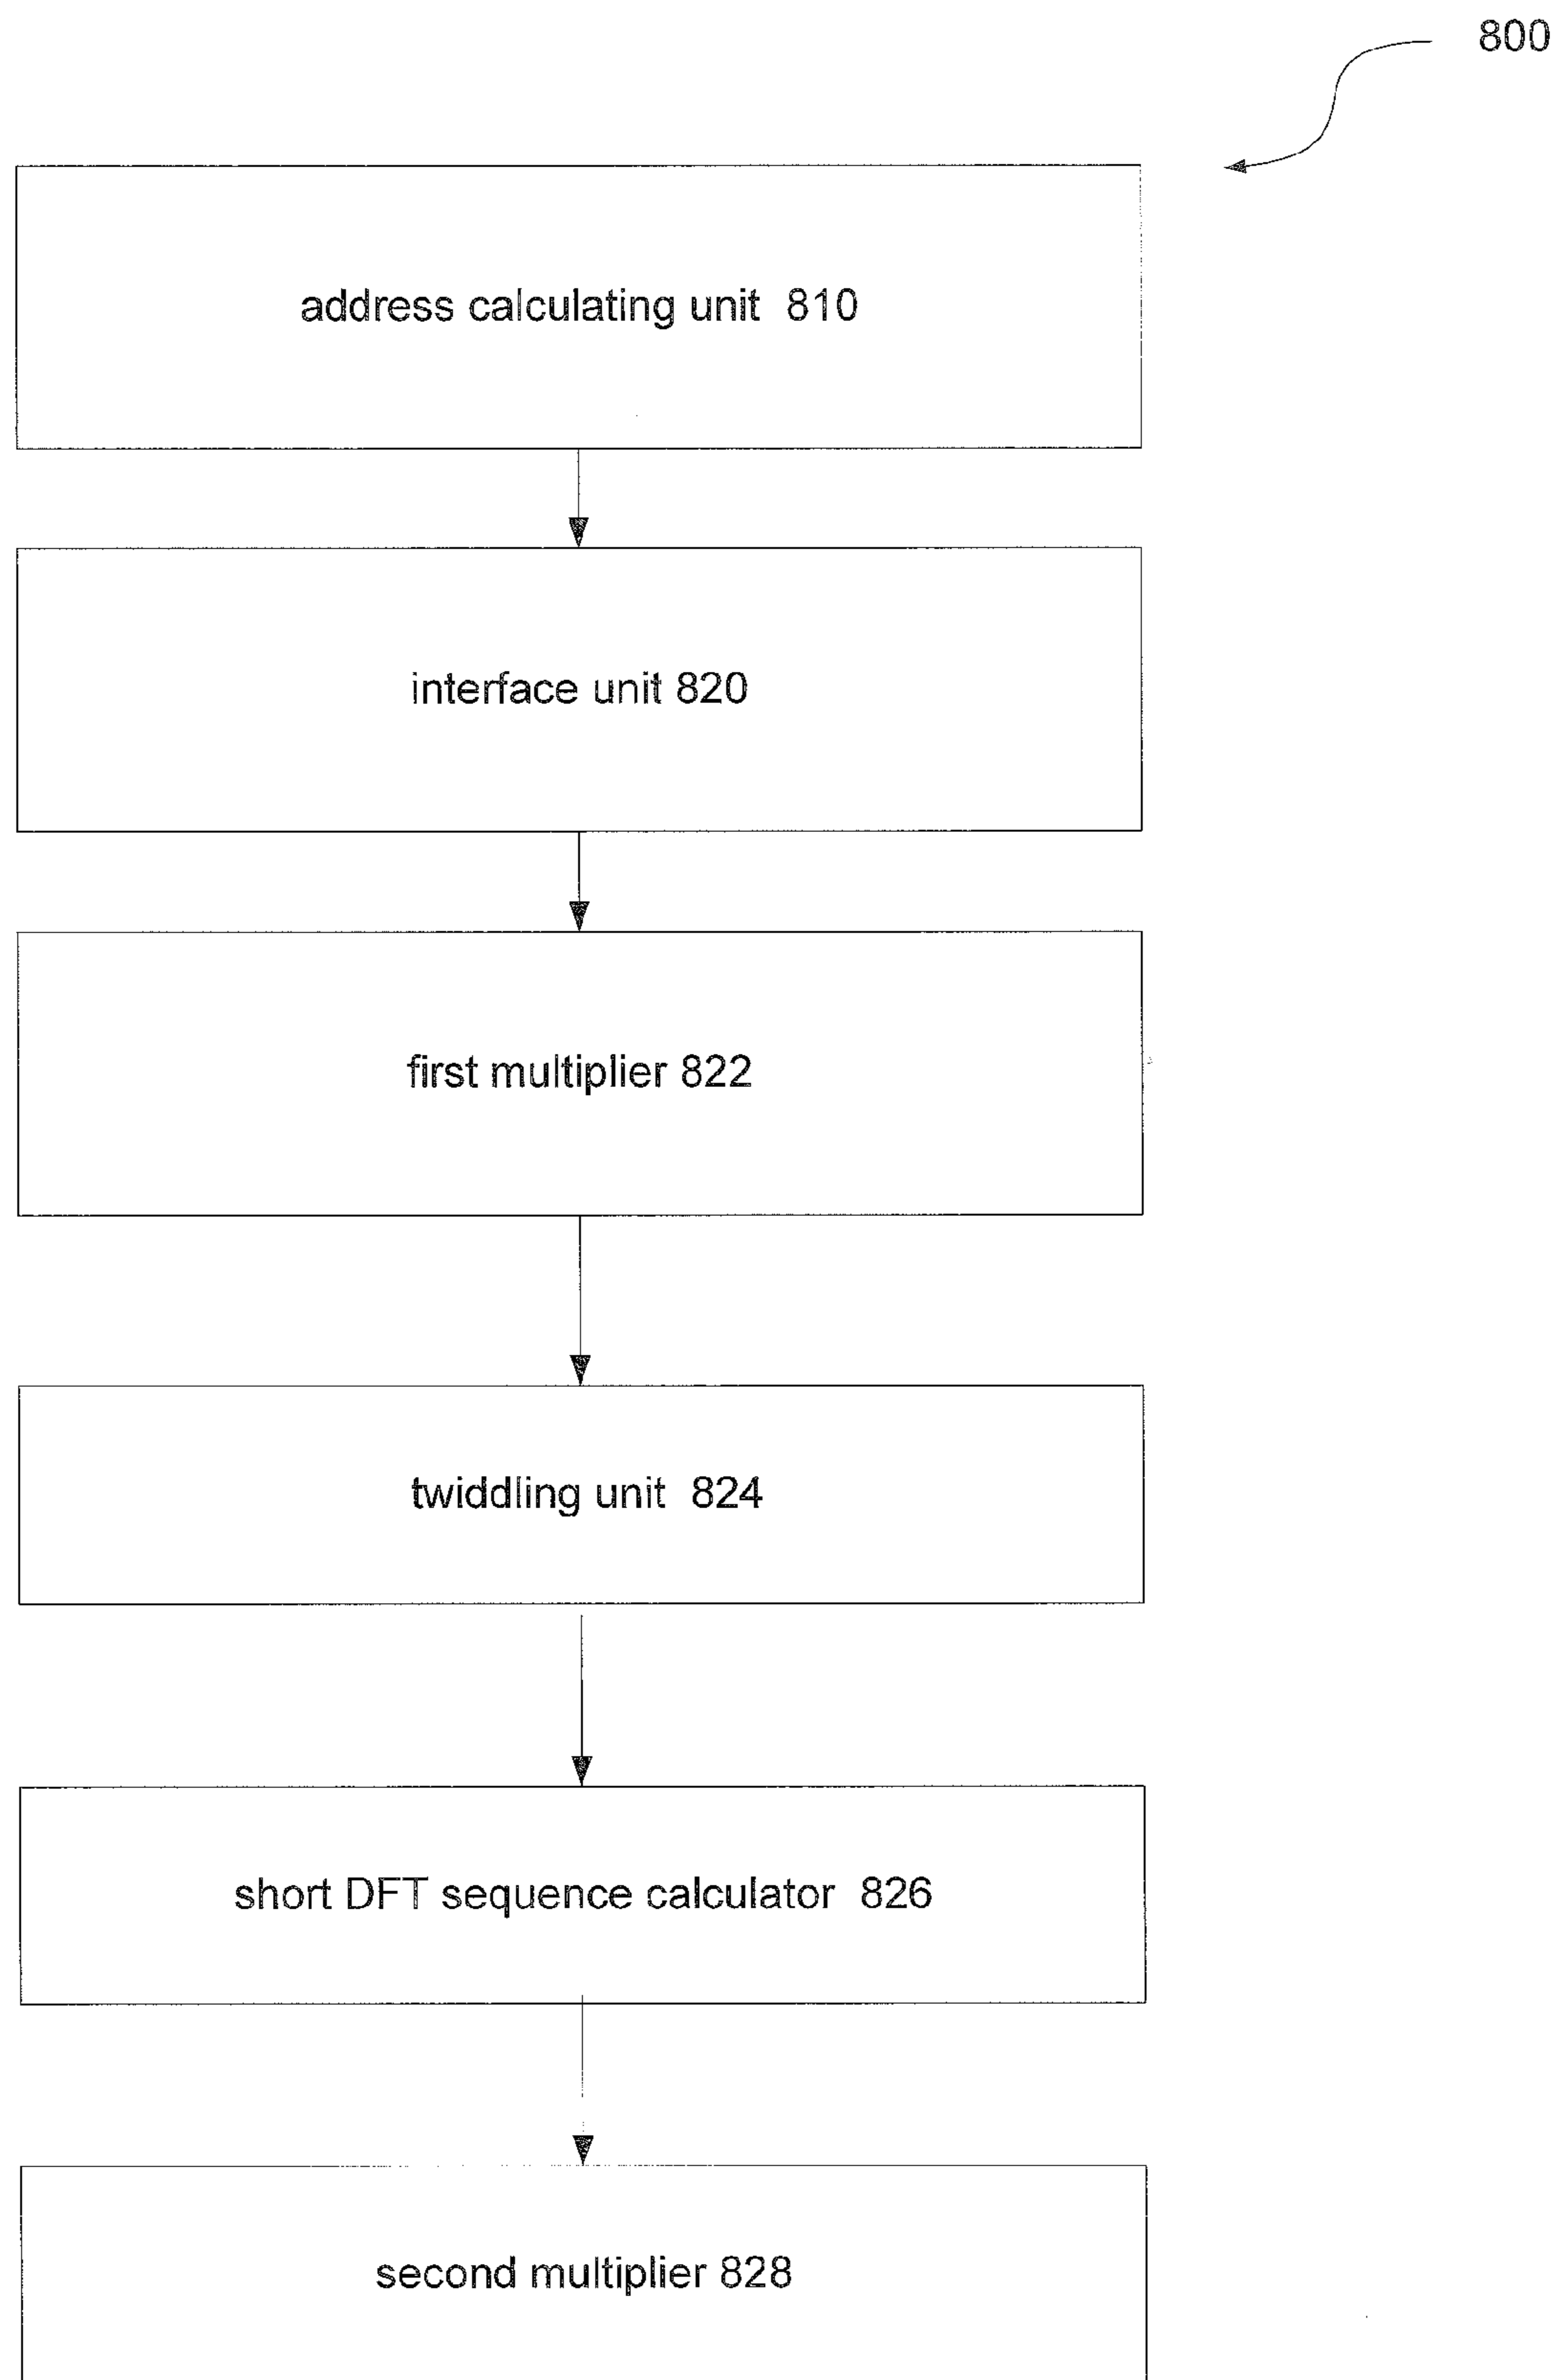 800
address calculating unit 810
interface unit 820
first multiplier 822
twiddling unit 824
short DFT sequence calculator 826
second multiplier 828